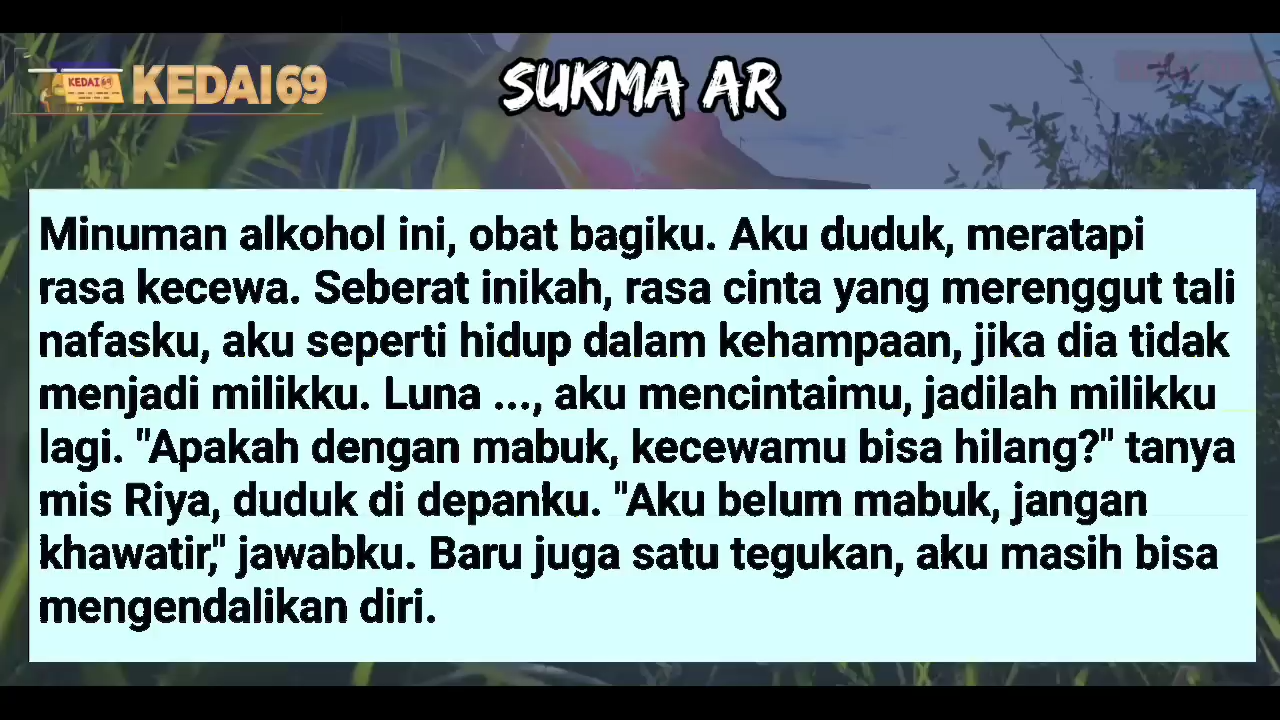 KEDAI 69
KEDAI69
SUKMA AR
Minuman alkohol ini, obat bagiku. Aku duduk, meratapi
rasa kecewa. Seberat inikah, rasa cinta yang merenggut tali
nafasku, aku seperti hidup dalam kehampaan, jika dia tidak
menjadi milikku. Luna ..., aku mencintaimu, jadilah milikku
lagi. "Apakah dengan mabuk, kecewamu bisa hilang?" tanya
mis Riya, duduk di depanku. "Aku belum mabuk, jangan
khawatir," jawabku. Baru juga satu tegukan, aku masih bisa
mengendalikan diri.